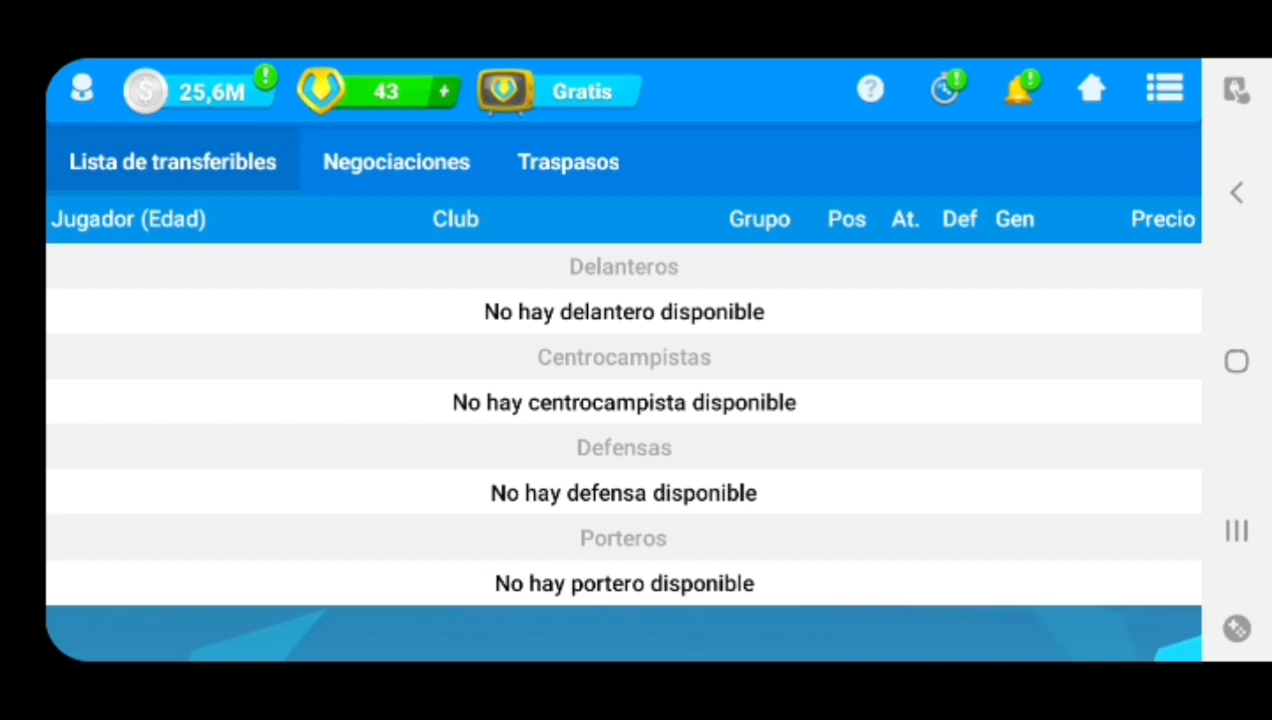 25,6M 43 + Gratis ?
Lista de transferibles Negociaciones Traspasos
Jugador (Edad) Club Grupo Pos At. Def Gen Precio
Delanteros
No hay delantero disponible
Centrocampistas
No hay centrocampista disponible
Defensas
No hay defensa disponible
Porteros
No hay portero disponible